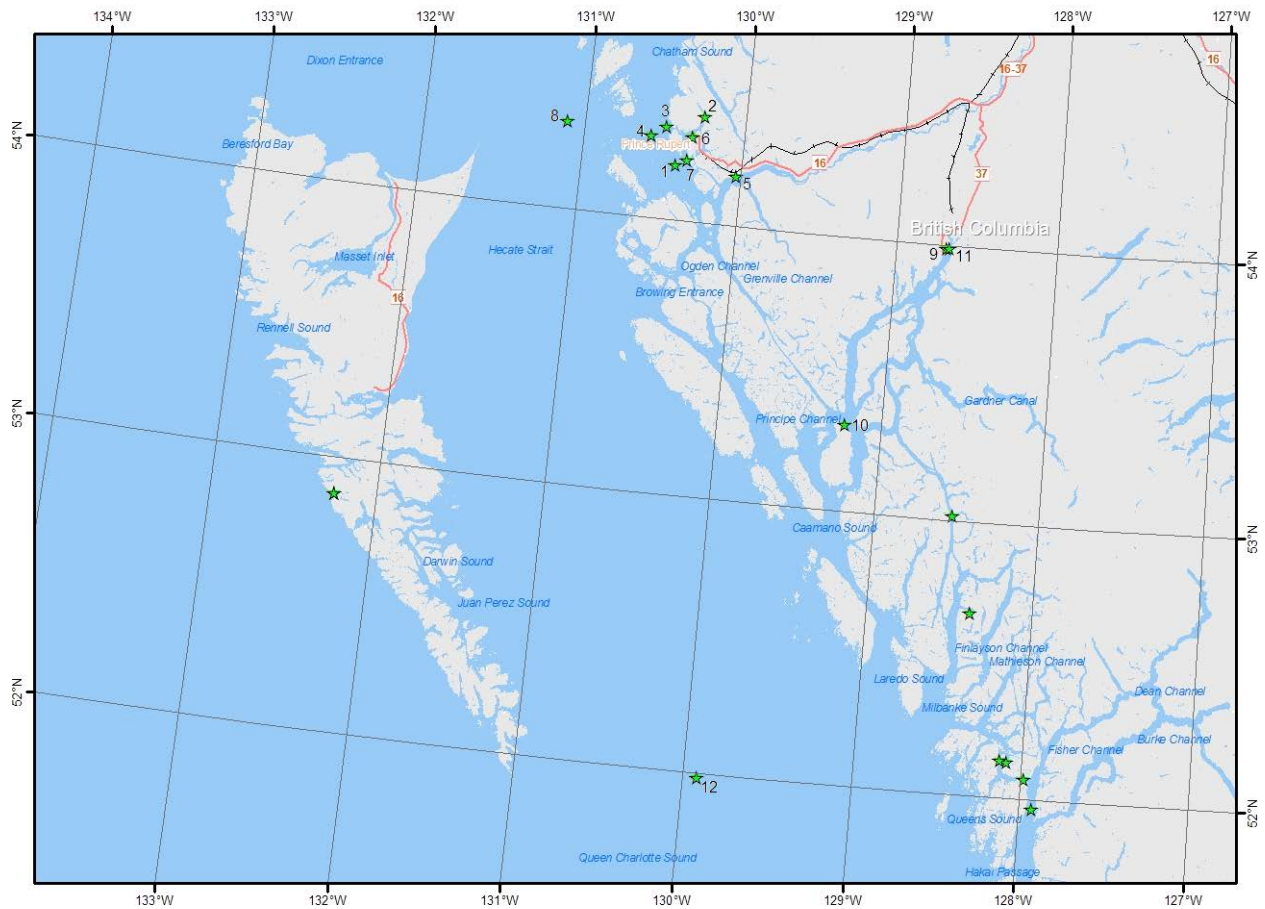 134°W 133°W 132°W 131°W 130°W 129°W 128°W 127°W
Chatham Sound
Dixon Entrance
16
16-37
8
3
2
4
6
54°N
Prince Rupert
Beresford Bay
1
7
5
16
37
British Columbia
Hecate Strait
9
11
54°N
Masset Inlet
Ogden Channel
Grenville Channel
Browing Entrance
16
Rennell Sound
Gardner Canal
53°N
Principe Channel
10
Caamano Sound
53°N
Darwin Sound
Juan Perez Sound
Finlayson Channel
Mathieson Channel
Laredo Sound
52°N
Dean Channel
Milbanke Sound
Burke Channel
Fisher Channel
12
Queens Sound
52°N
Queen Charlotte Sound
Hakai Passage
133°W 132°W 131°W 130°W 129°W 128°W 127°W